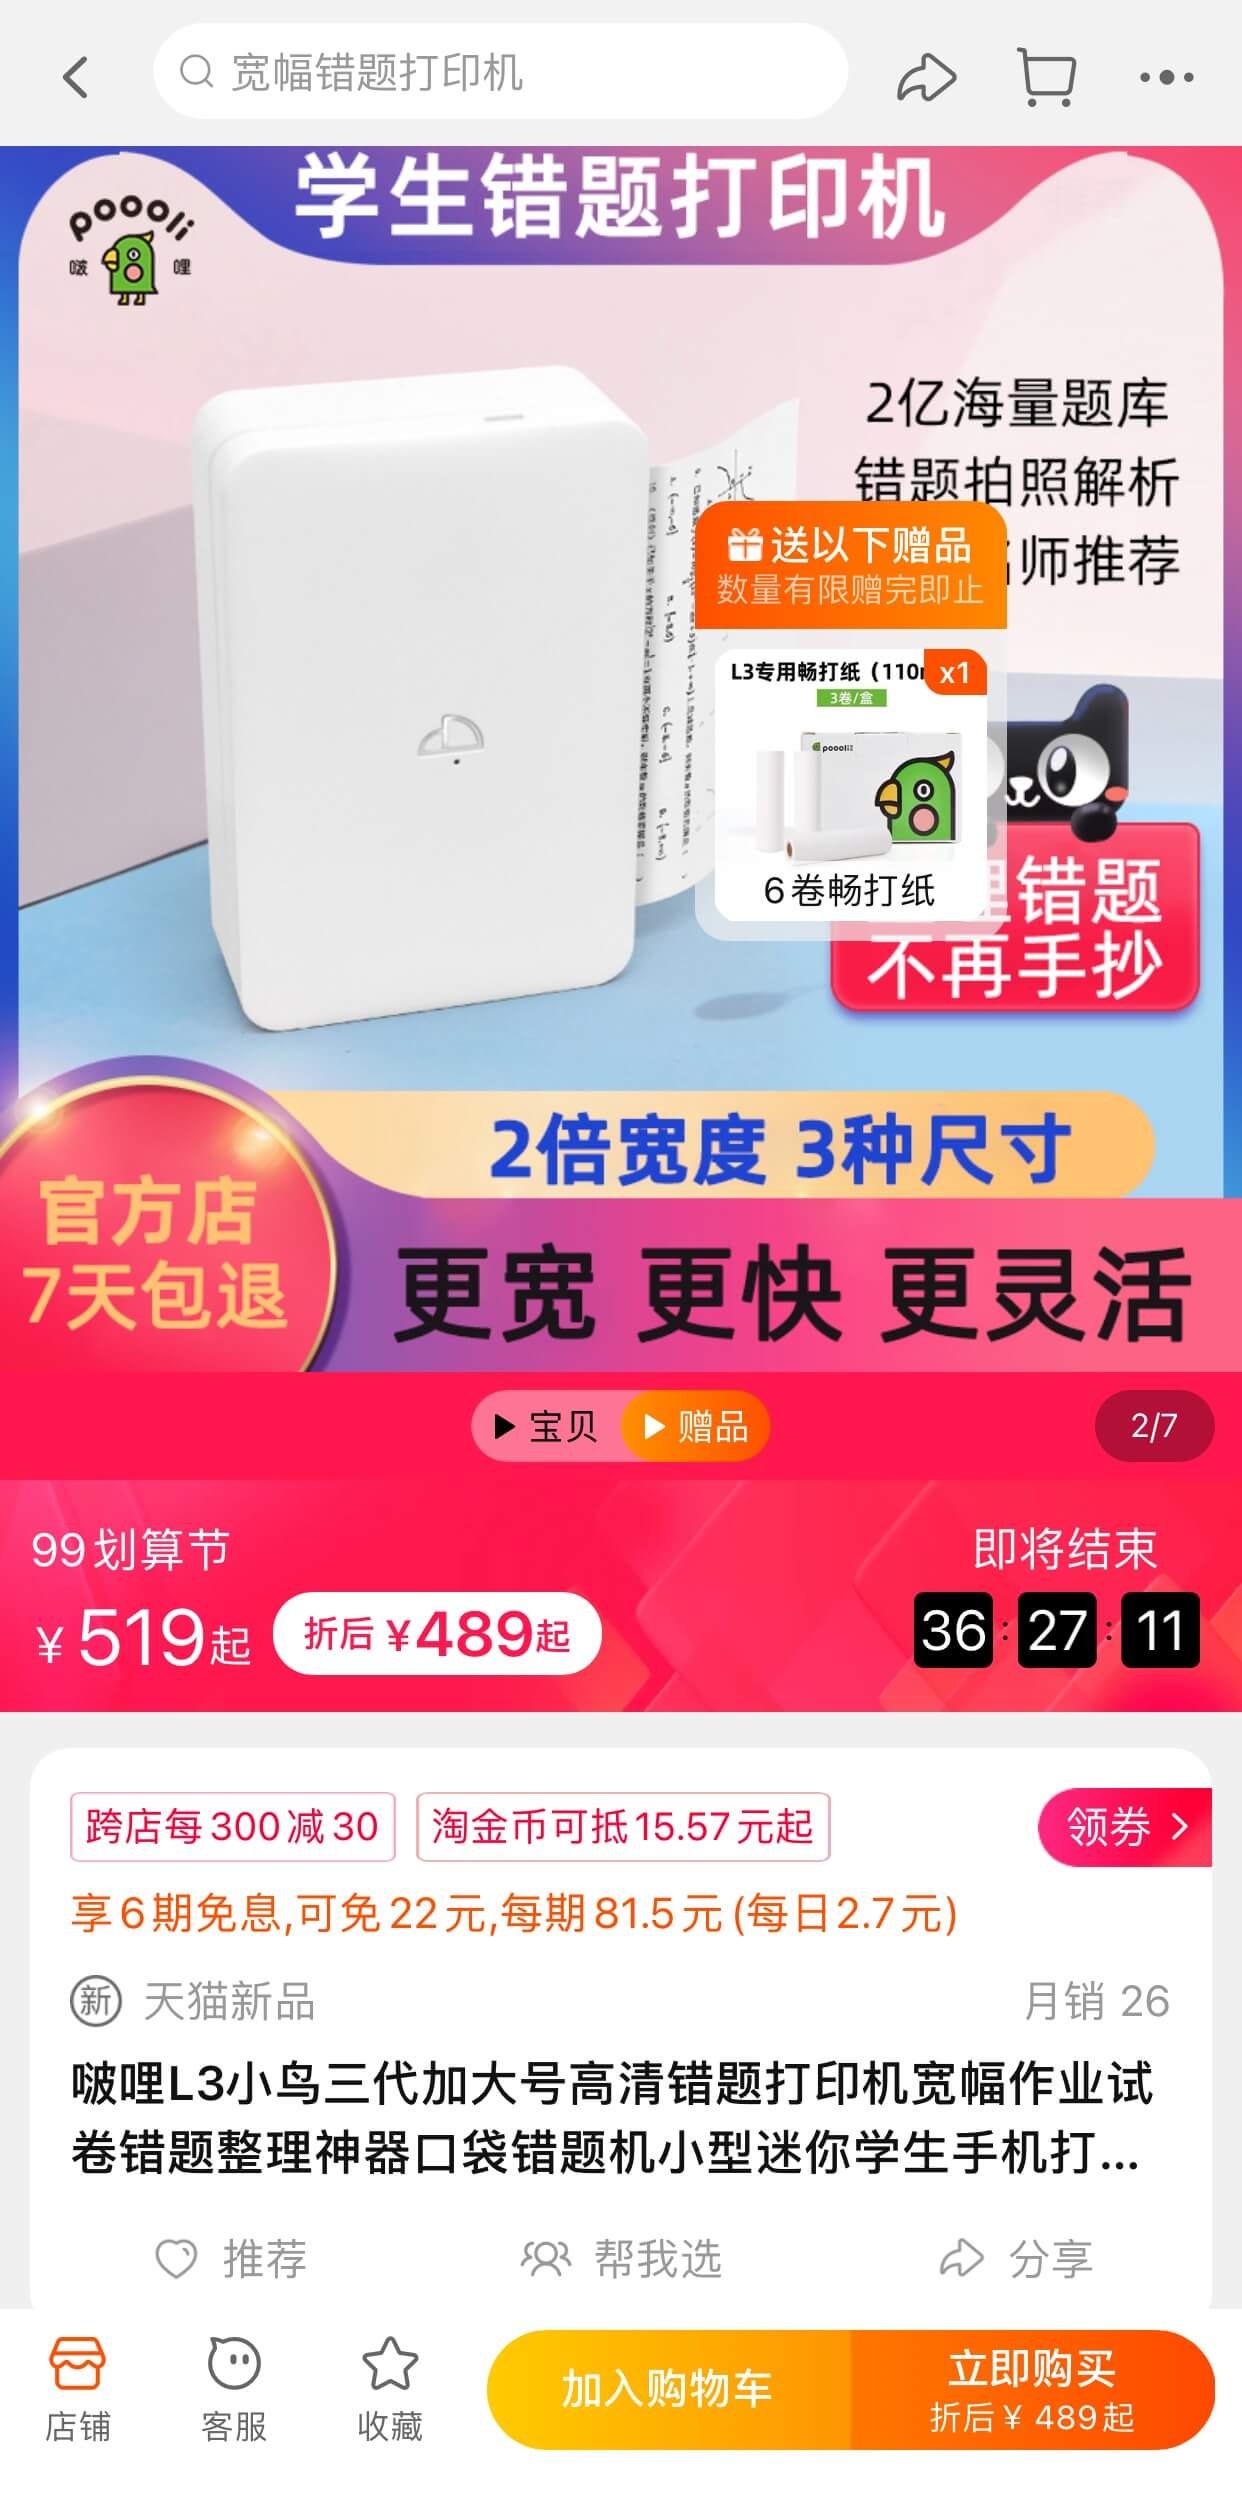 宽幅错题打印机
学生错题打印机
poooli
啵 哩
2亿海量题库
错题拍照解析
师推荐
送以下赠品
数量有限赠完即止
L3专用畅打纸（110
x1
3卷/盒
poooli
6卷畅打纸
错题
不再手抄
2倍宽度 3种尺寸
官方店
7天包退
更宽 更快 更灵活
宝贝 赠品
2/7
99划算节
即将结束
¥519起 折后 ¥489起
36:27:11
跨店每300减30 淘金币可抵15.57元起
领券
享6期免息,可免22元,每期81.5元(每日2.7元)
新 天猫新品
月销 26
啵哩L3小鸟三代加大号高清错题打印机宽幅作业试
卷错题整理神器口袋错题机小型迷你学生手机打...
推荐 帮我选 分享
店铺 客服 收藏
加入购物车
立即购买
折后¥ 489起